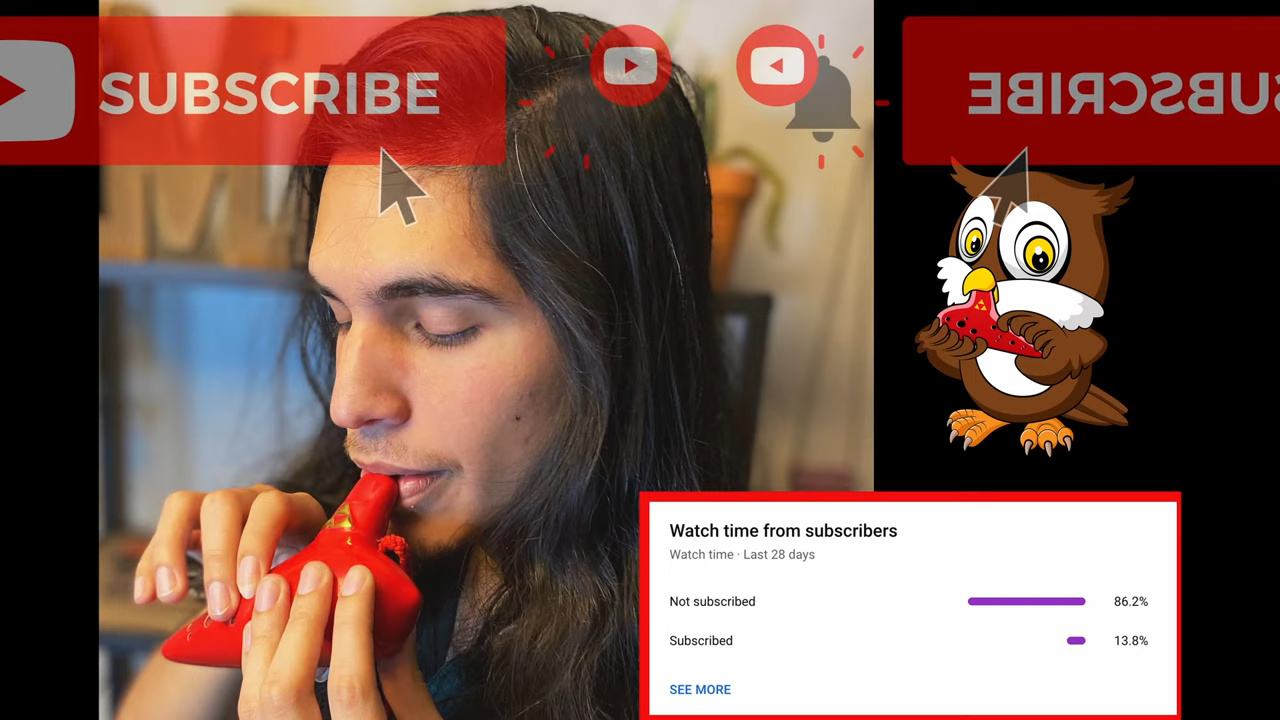 SUBSCRIBE
SUBSCRIBE
Watch time from subscribers
Watch time · Last 28 days
Not subscribed 86.2%
Subscribed 13.8%
SEE MORE